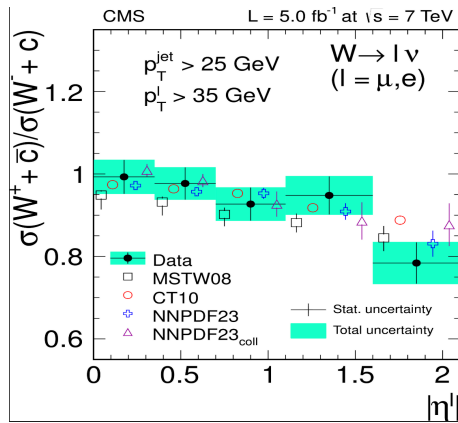 CMS L = 5.0 fb⁻¹ at √s = 7 TeV
σ(W⁺ + c̄)/σ(W⁻ + c)
p_T^jet > 25 GeV
p_T^l > 35 GeV
W → l ν
(l = μ,e)
1.2
1
0.8
0.6
Data
MSTW08
CT10
NNPDF23
NNPDF23_coll
Stat. uncertainty
Total uncertainty
0 0.5 1 1.5 2
|η^l|